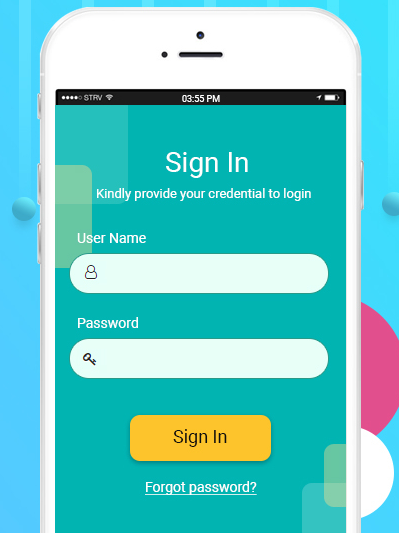 STRV 03:55 PM
Sign In
Kindly provide your credential to login
User Name
Password
Sign In
Forgot password?